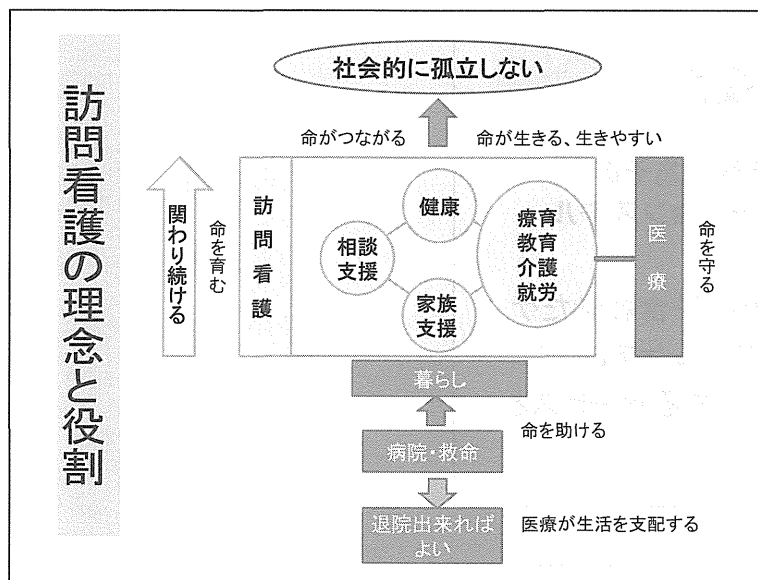 訪問看護の理念と役割
社会的に孤立しない
命がつながる
命が生きる、生きやすい
関わり続ける
命を育む
訪問看護
健康
相談
支援
家族
支援
療育
教育
介護
就労
医療
命を守る
暮らし
命を助ける
病院・救命
退院出来れば
よい
医療が生活を支配する